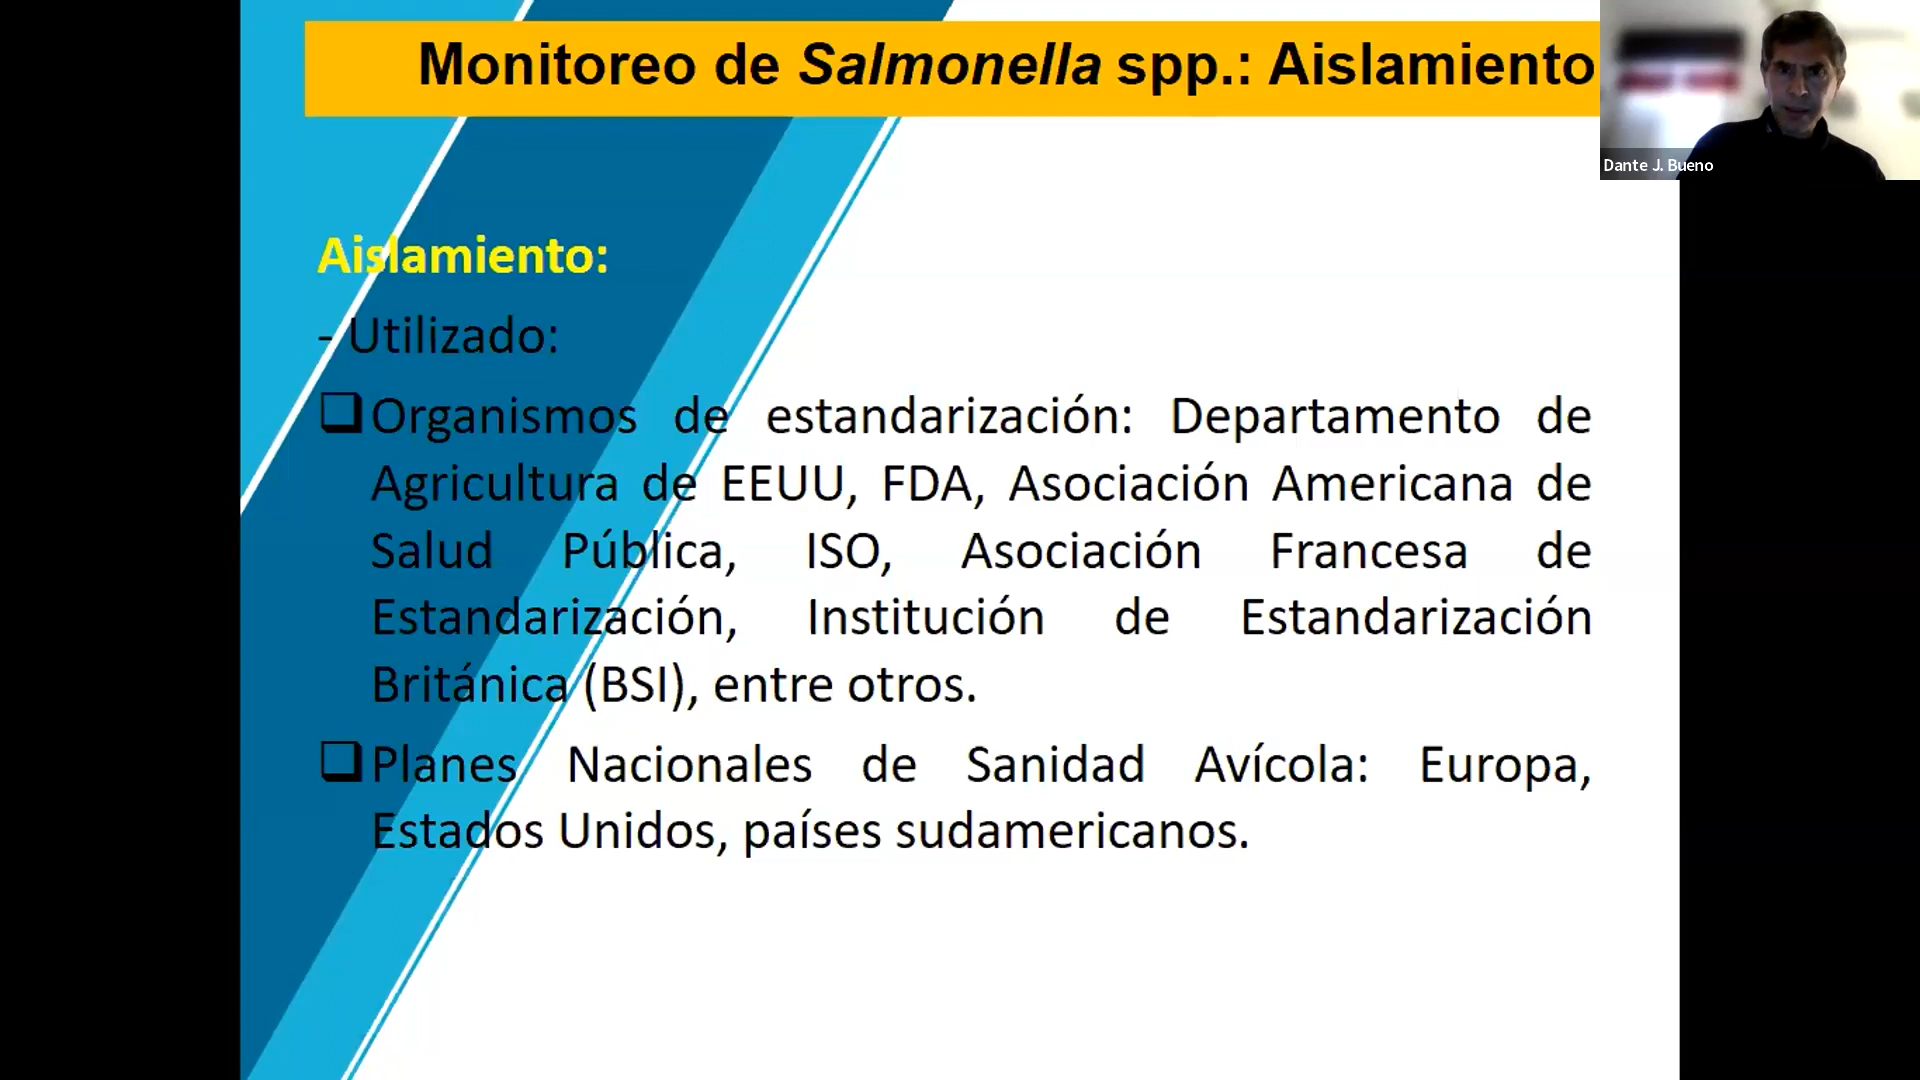 Monitoreo de Salmonella spp.: Aislamiento
Dante J. Bueno
Aislamiento:
- Utilizado:
❑Organismos de estandarización: Departamento de
Agricultura de EEUU, FDA, Asociación Americana de
Salud Pública, ISO, Asociación Francesa de
Estandarización, Institución de Estandarización
Británica (BSI), entre otros.
❑Planes Nacionales de Sanidad Avícola: Europa,
Estados Unidos, países sudamericanos.